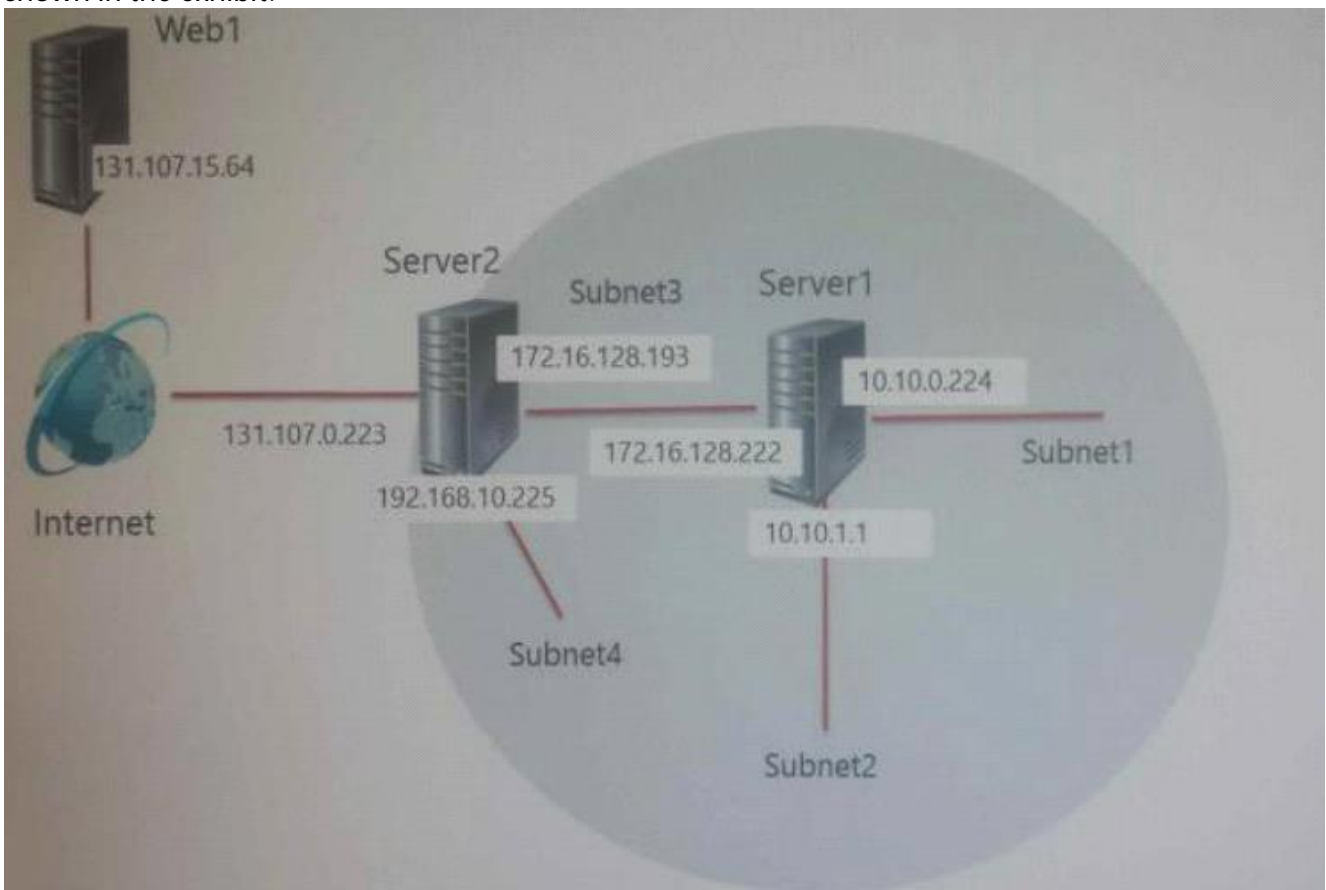 Web1
131.107.15.64
Server2
Subnet3
Server1
172.16.128.193
10.10.0.224
131.107.0.223
172.16.128.222
Subnet1
192.168.10.225
Internet
10.10.1.1
Subnet4
Subnet2